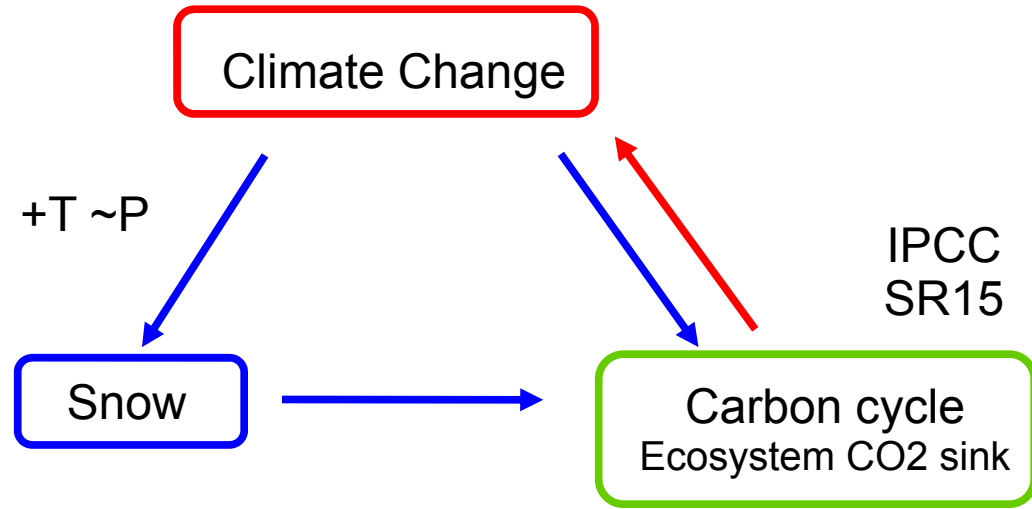 Climate Change
+T ~P
IPCC
SR15
Snow
Carbon cycle
Ecosystem CO2 sink